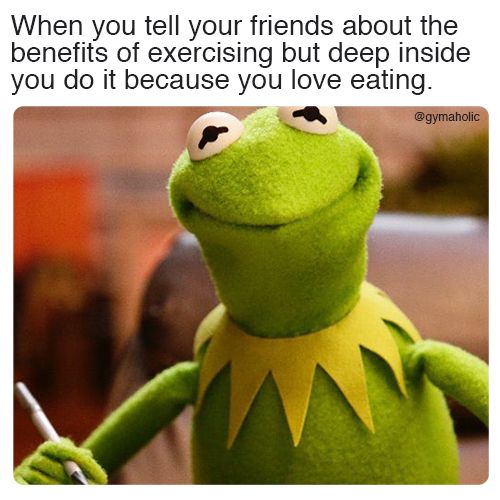 When you tell your friends about the
benefits of exercising but deep inside
you do it because you love eating.
@gymaholic